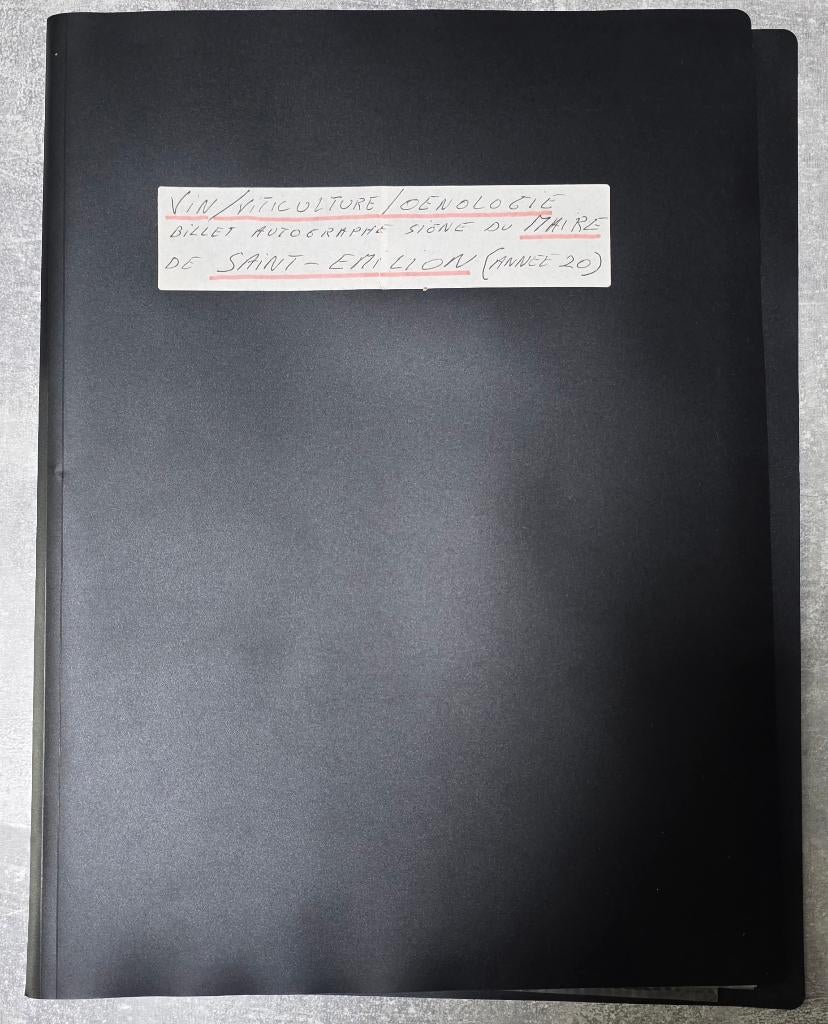 VIN/VITICULTURE/OENOLOGIE
BILLET AUTOGRAPHE SIGNE DU MAIRE
DE SAINT-EMILION (ANNEE 20)